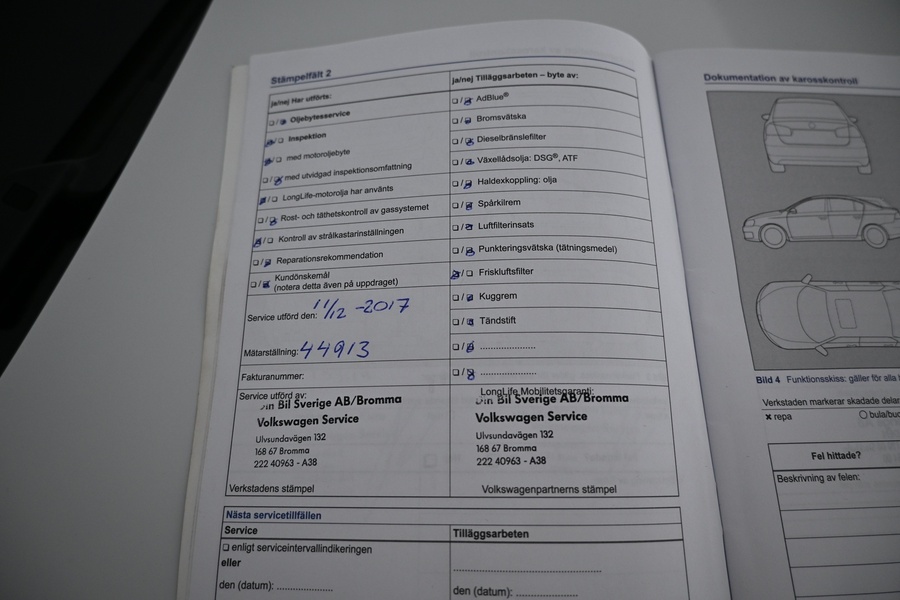 Stämpelfält 2
ja/nej Har utförts:
❏ / ❏ Oljebytesservice
❏ / ❏ Inspektion
❏ / ❏ med motoroljebyte
❏ / ❏ med utvidgad inspektionsomfattning
❏ / ❏ LongLife-motorolja har använts
❏ / ❏ Rost- och täthetskontroll av gassystemet
❏ / ❏ Kontroll av strålkastarinställningen
❏ / ❏ Reparationsrekommendation
❏ / ❏ Kundönskemål
(notera detta även på uppdraget)
Service utförd den: 11/12 -2017
Mätarställning: 44913
Fakturanummer:
Service utförd av:
Din Bil Sverige AB/Bromma
Volkswagen Service
Ulvsundavägen 132
168 67 Bromma
222 40963 - A38
Verkstadens stämpel
ja/nej Tilläggsarbeten – byte av:
❏ / ❏ AdBlue®
❏ / ❏ Bromsvätska
❏ / ❏ Dieselbränslefilter
❏ / ❏ Växellådsolja: DSG®, ATF
❏ / ❏ Haldexkoppling: olja
❏ / ❏ Spårkilrem
❏ / ❏ Luftfilterinsats
❏ / ❏ Punkteringsvätska (tätningsmedel)
❏ / ❏ Friskluftsfilter
❏ / ❏ Kuggrem
❏ / ❏ Tändstift
❏ / ❏ .....................
❏ / ❏ .....................
LongLife Mobilitetsgaranti:
Din Bil Sverige AB/Bromma
Volkswagen Service
Ulvsundavägen 132
168 67 Bromma
222 40963 - A38
Volkswagenpartnerns stämpel
Nästa servicetillfällen
Service
❏ enligt serviceintervallindikeringen
eller
den (datum): .....................
Tilläggsarbeten
.....................
den (datum): .....................
Dokumentation av karosskontroll
Bild 4 Funktionsskiss: gäller för alla
Verkstaden markerar skadade delar
× repa
Fel hittade?
Beskrivning av felen: